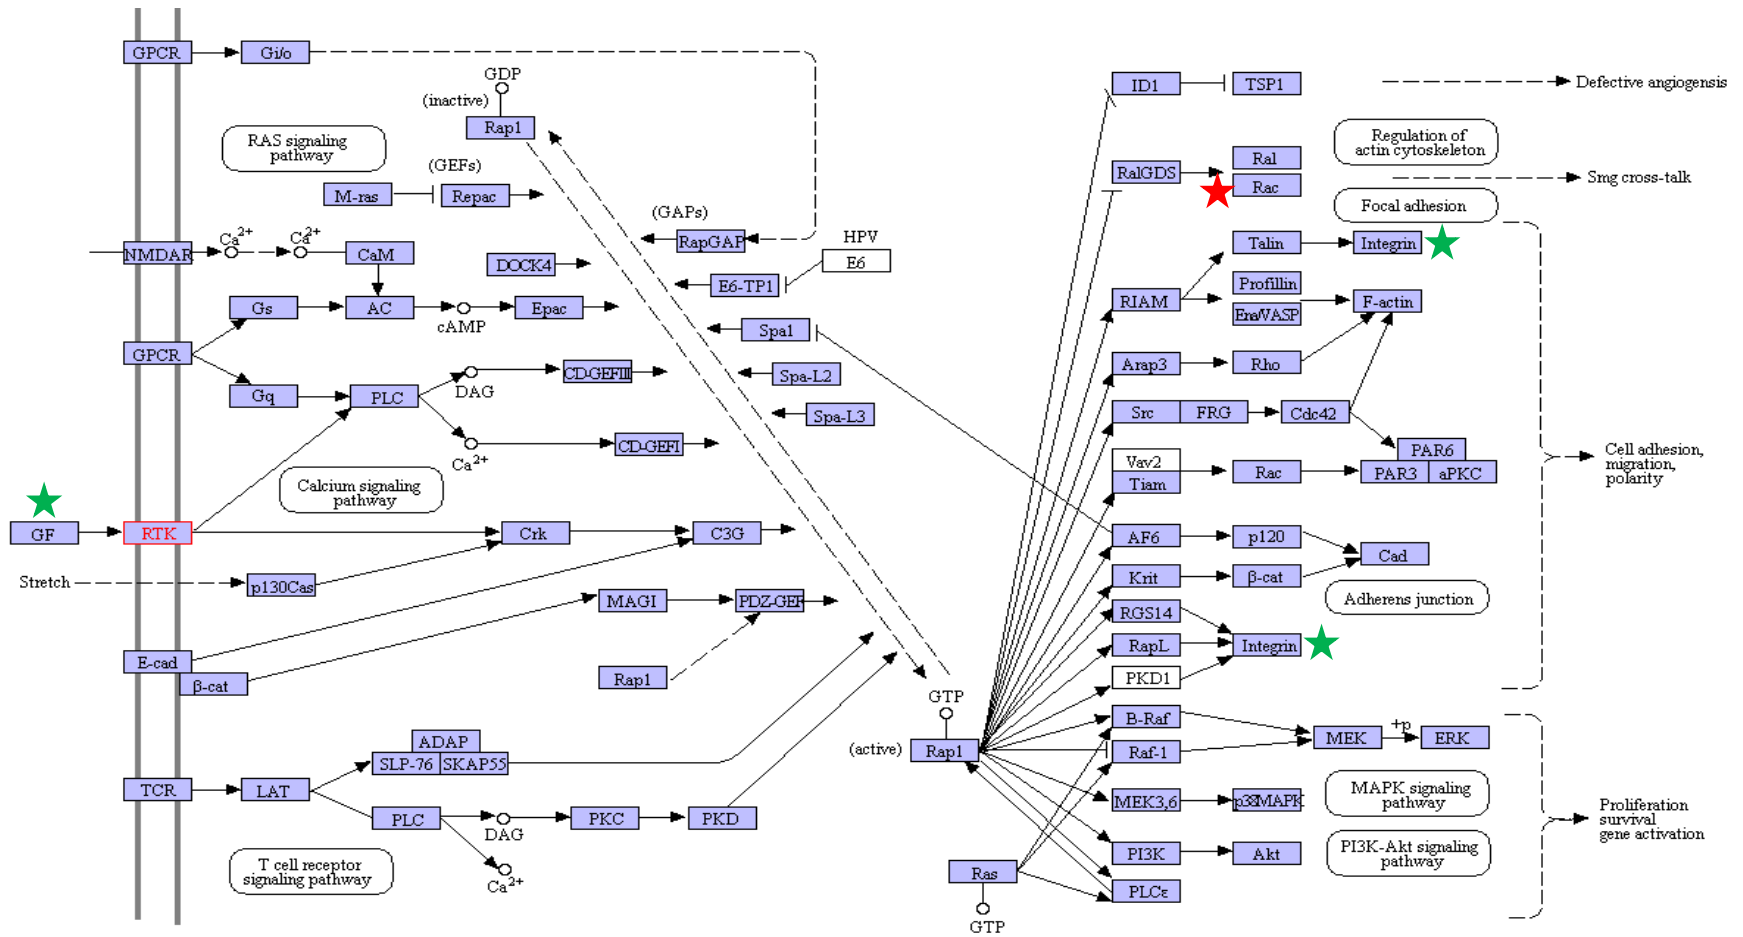 GPCR
Gi/o
GDP
(inactive)
Rap1
RAS signaling
pathway
(GEFs)
M-ras
Repac
(GAPs)
RapGAP
HPV
E6
NMDAR
Ca2+
Ca2+
CaM
DOCK4
E6-TP1
Gs
AC
cAMP
Epac
Spa1
GPCR
Gq
PLC
DAG
CD-GEFIII
Spa-L2
Spa-L3
Ca2+
CD-GEFI
Calcium signaling
pathway
GF
RTK
Crk
C3G
Stretch
p130Cas
MAGI
PDZ-GEF
E-cad
β-cat
Rap1
GTP
(active)
Rap1
ADAP
SLP-76
SKAP55
TCR
LAT
PLC
DAG
PKC
PKD
Ca2+
T cell receptor
signaling pathway
Ras
GTP
ID1
TSP1
Defective angiogensis
Regulation of
actin cytoskeleton
RalGDS
Ral
Rac
Smg cross-talk
Focal adhesion
Talin
Integrin
RIAM
Profillin
Ena/VASP
F-actin
Arap3
Rho
Src
FRG
Cdc42
Vav2
Tiam
Rac
PAR6
PAR3
aPKC
Cell adhesion,
migration,
polarity
AF6
p120
Cad
Krit
β-cat
Adherens junction
RGS14
RapL
Integrin
PKD1
B-Raf
Raf-1
MEK
+p
ERK
MEK3,6
p38MAPK
MAPK signaling
pathway
Proliferation
survival
gene activation
PI3K
Akt
PI3K-Akt signaling
pathway
PLCε